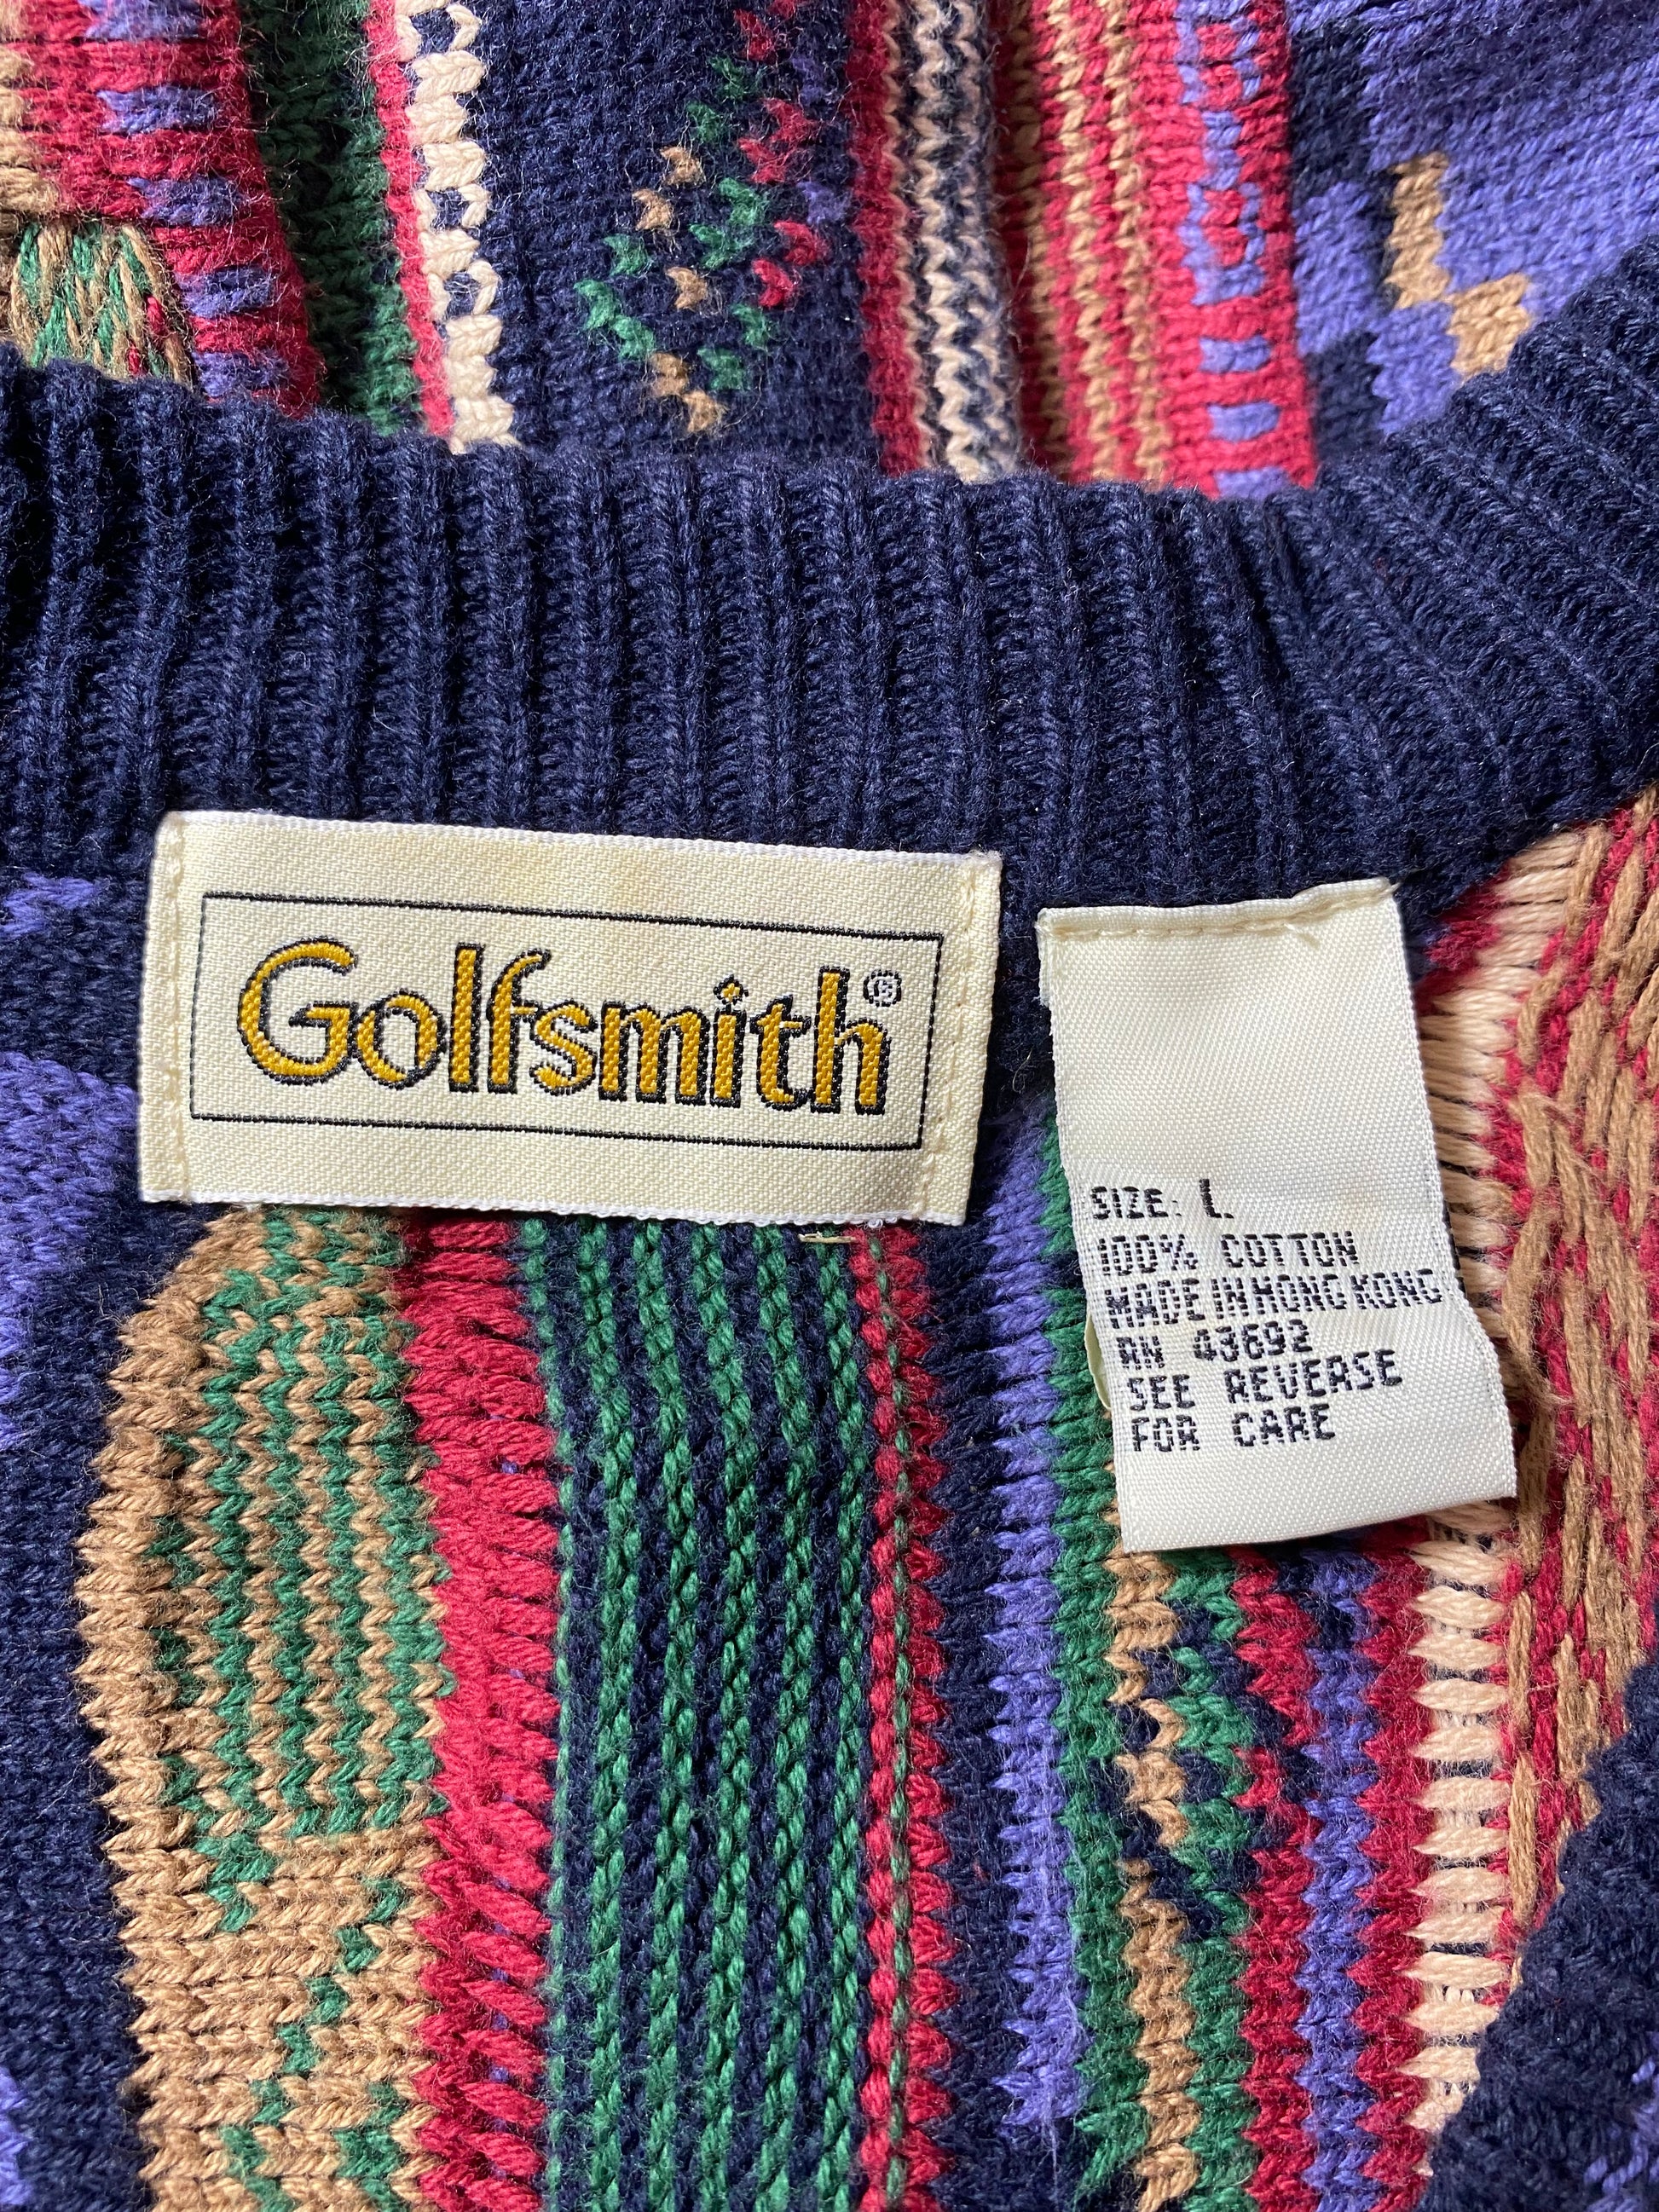 Golfsmith®
SIZE: L.
100% COTTON
MADE IN HONG KONG
RN 43692
SEE REVERSE
FOR CARE